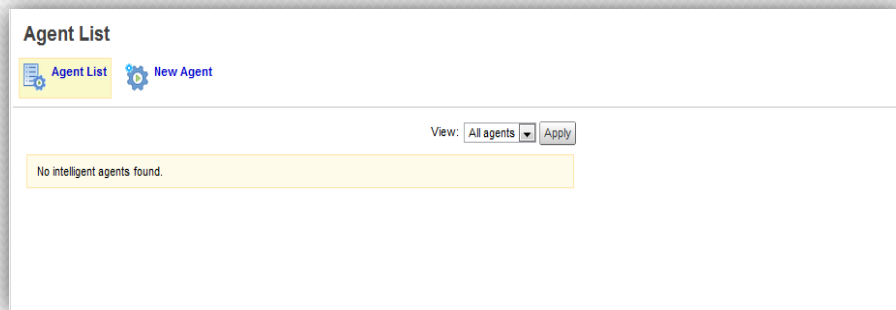 Agent List
Agent List New Agent
View: All agents Apply
No intelligent agents found.